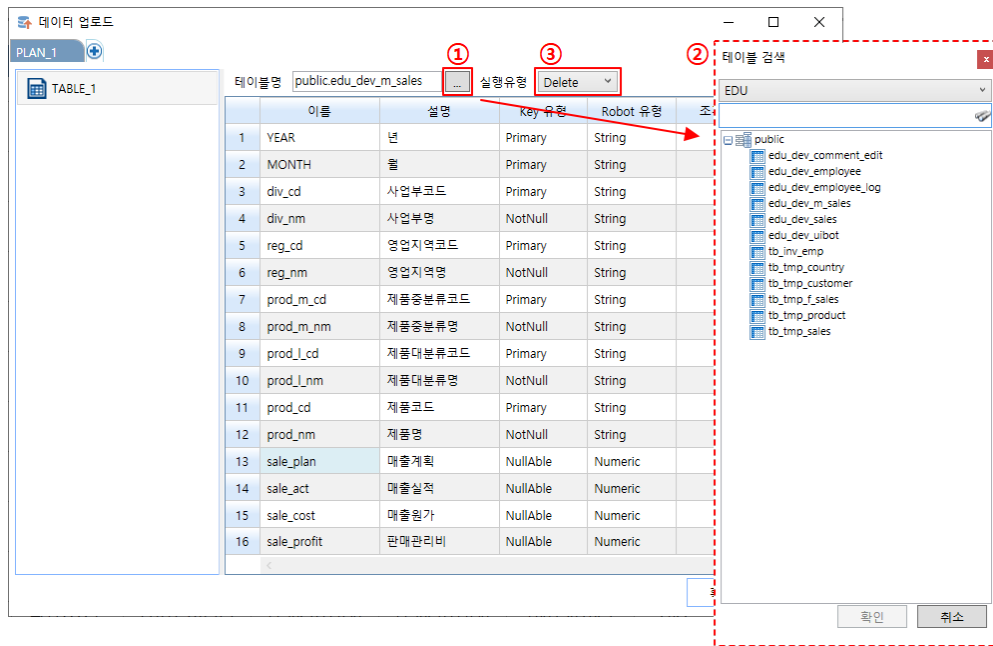 데이터 업로드
PLAN_1
TABLE_1
① ③ ②
테이블명 public.edu_dev_m_sales ... 실행유형 Delete
이름 설명 Key 유형 Robot 유형
1 YEAR 년 Primary String
2 MONTH 월 Primary String
3 div_cd 사업부코드 Primary String
4 div_nm 사업부명 NotNull String
5 reg_cd 영업지역코드 Primary String
6 reg_nm 영업지역명 NotNull String
7 prod_m_cd 제품중분류코드 Primary String
8 prod_m_nm 제품중분류명 NotNull String
9 prod_l_cd 제품대분류코드 Primary String
10 prod_l_nm 제품대분류명 NotNull String
11 prod_cd 제품코드 Primary String
12 prod_nm 제품명 NotNull String
13 sale_plan 매출계획 NullAble Numeric
14 sale_act 매출실적 NullAble Numeric
15 sale_cost 매출원가 NullAble Numeric
16 sale_profit 판매관리비 NullAble Numeric
테이블 검색
EDU
public
edu_dev_comment_edit
edu_dev_employee
edu_dev_employee_log
edu_dev_m_sales
edu_dev_sales
edu_dev_uibot
tb_inv_emp
tb_tmp_country
tb_tmp_customer
tb_tmp_f_sales
tb_tmp_product
tb_tmp_sales
확인 취소